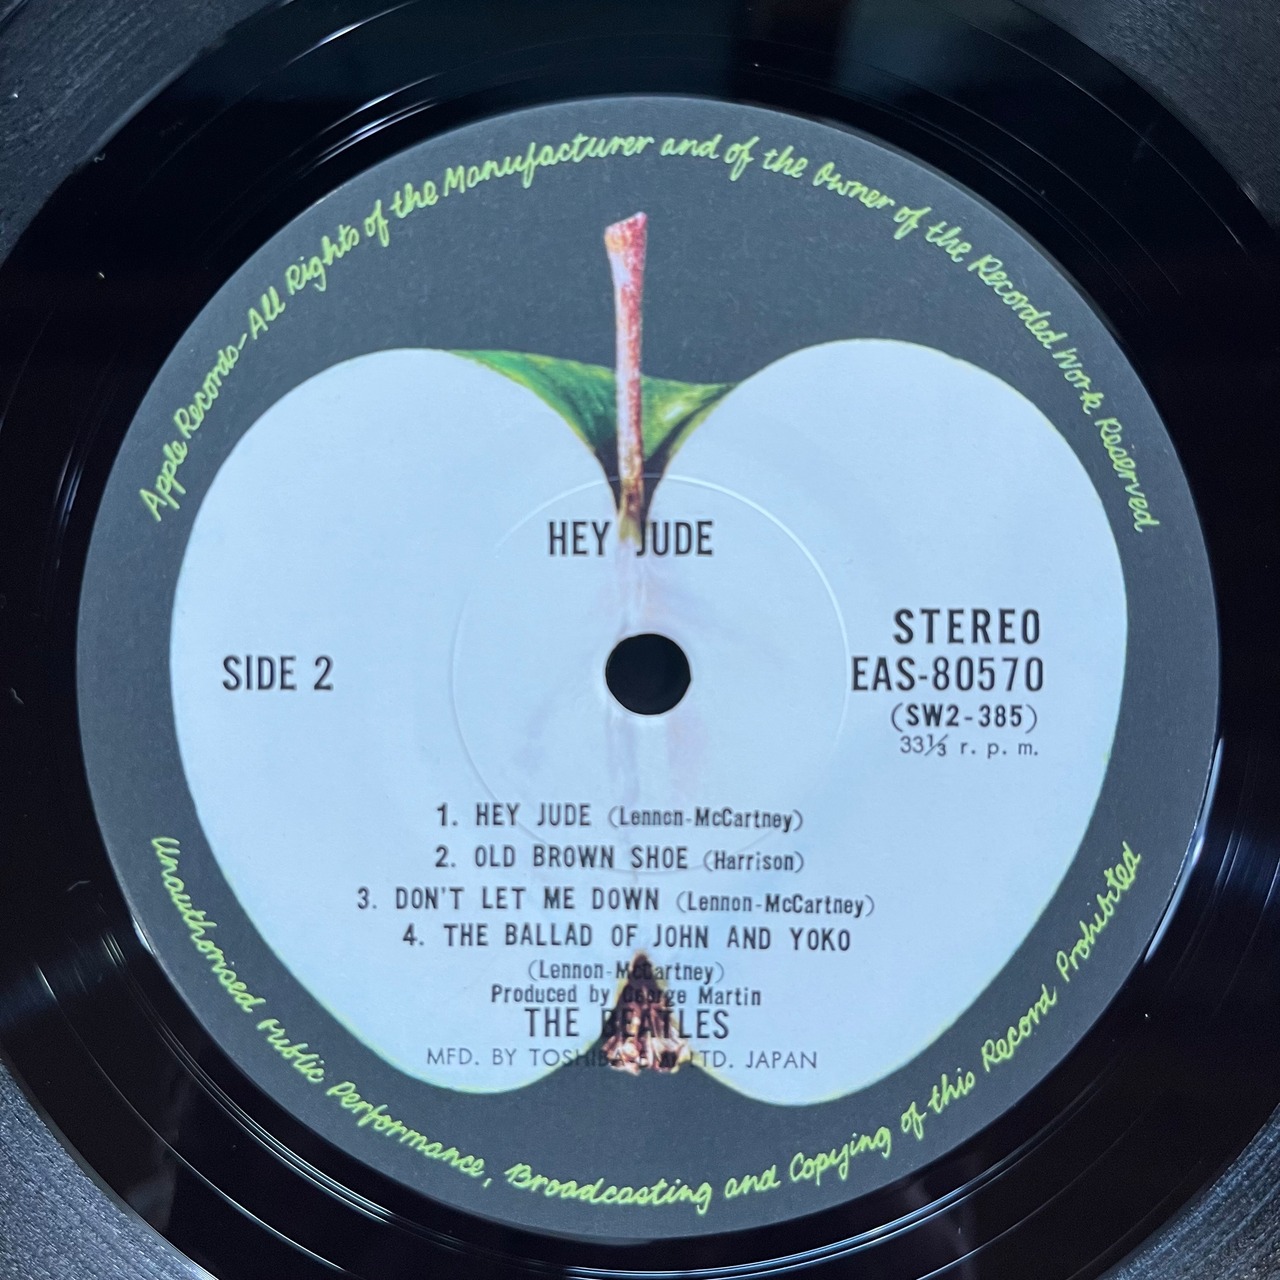 Apple Records-All Rights of the Manufacturer and of the Owner of the Recorded Work Reserved
HEY JUDE
SIDE 2
STEREO
EAS-80570
(SW2-385)
33⅓ r. p. m.
1. HEY JUDE (Lennon-McCartney)
2. OLD BROWN SHOE (Harrison)
3. DON'T LET ME DOWN (Lennon-McCartney)
4. THE BALLAD OF JOHN AND YOKO
(Lennon-McCartney)
Produced by George Martin
THE BEATLES
MFD. BY TOSHIBA-EMI LTD. JAPAN
Unauthorised Public Performance, Broadcasting and Copying of this Record Prohibited